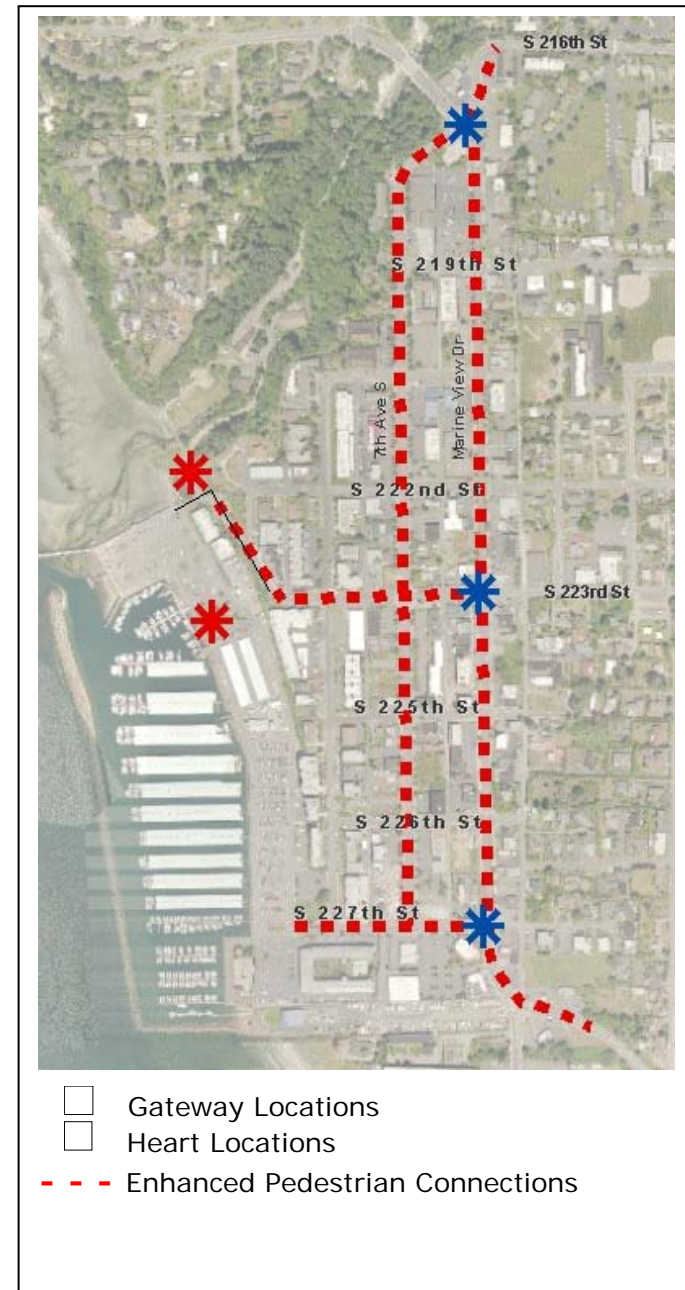 S 216th St
S 219th St
Marine View Dr
7th Ave S
S 222nd St
S 223rd St
S 225th St
S 226th St
S 227th St
Gateway Locations
Heart Locations
Enhanced Pedestrian Connections